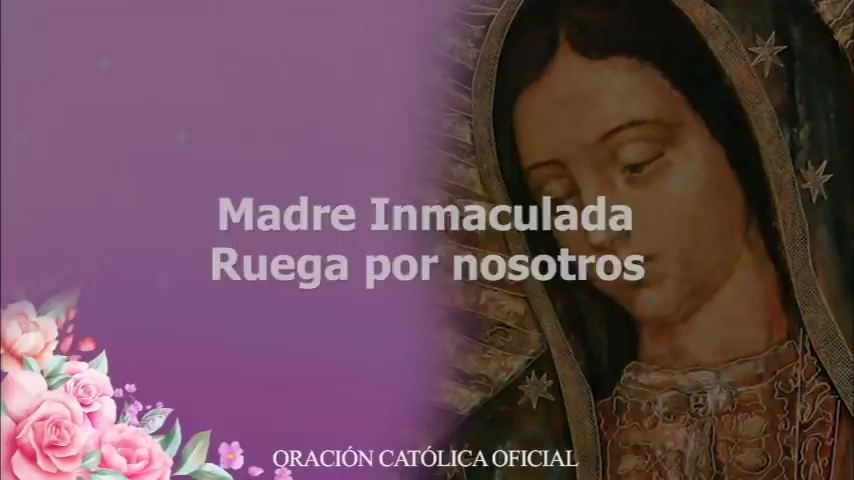 Madre Inmaculada
Ruega por nosotros
ORACIÓN CATÓLICA OFICIAL